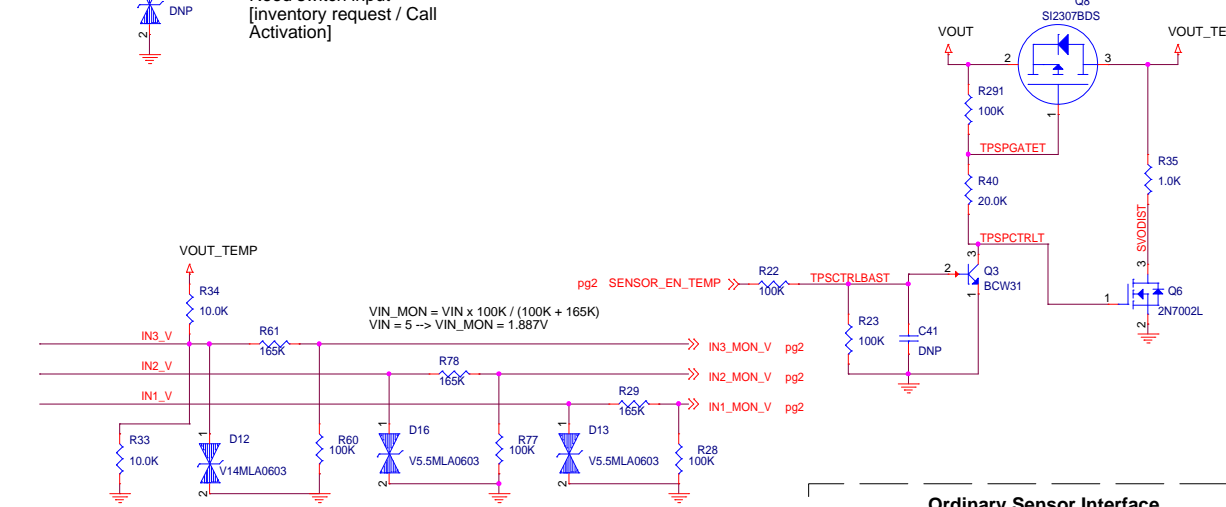 DNP
2
[inventory request / Call
Activation]
Q8
SI2307BDS
VOUT
2
3
1
R291
100K
TPSPGATET
R40
20.0K
TPSPCTRLT
R35
1.0K
SVODIST
3
1
Q6
2N7002L
2
pg2 SENSOR_EN_TEMP
R22
100K
TPSCTRLBAST
2
3
Q3
BCW31
1
R23
100K
C41
DNP
VOUT_TEMP
R34
10.0K
VIN_MON = VIN x 100K / (100K + 165K)
VIN = 5 --> VIN_MON = 1.887V
IN3_V
R61
165K
IN3_MON_V pg2
IN2_V
R78
165K
IN2_MON_V pg2
IN1_V
R29
165K
IN1_MON_V pg2
R33
10.0K
1
D12
V14MLA0603
2
R60
100K
1
D16
V5.5MLA0603
2
R77
100K
1
D13
V5.5MLA0603
2
R28
100K
Ordinary Sensor Interface